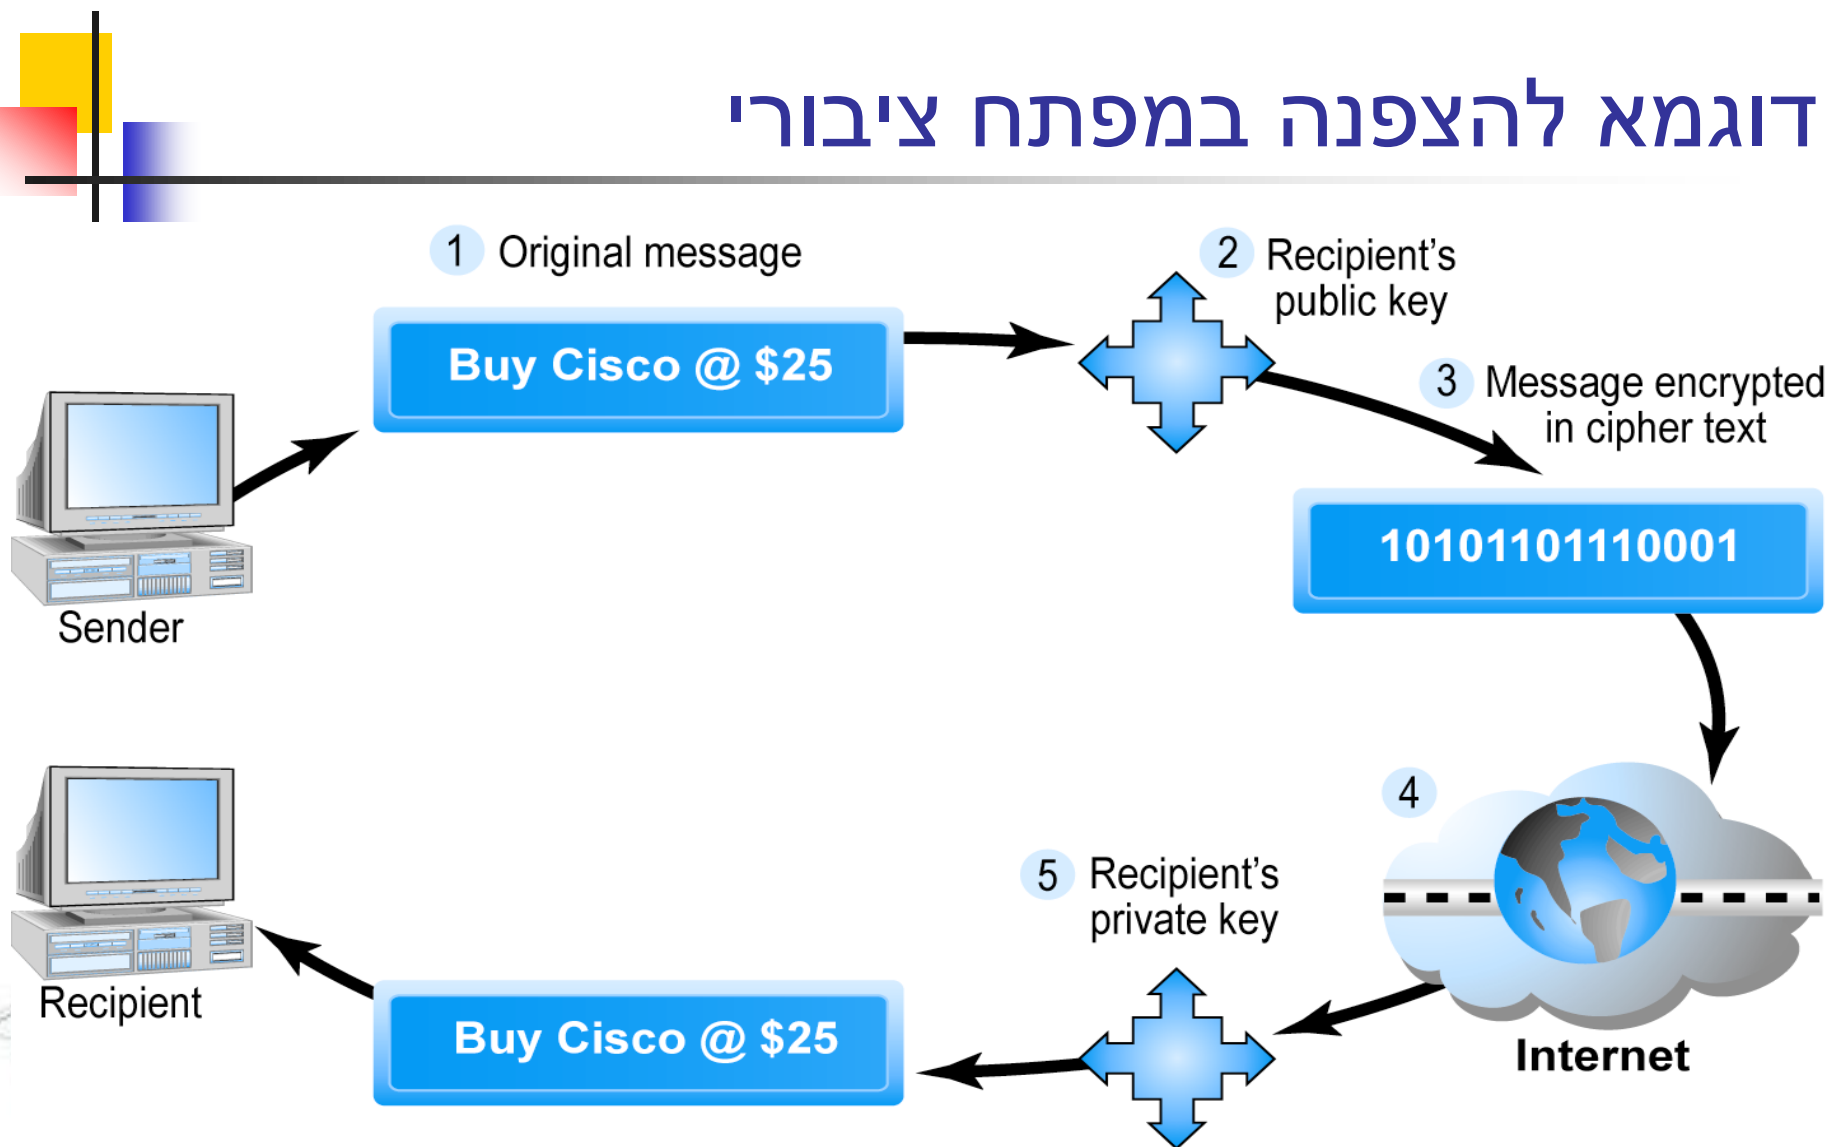 דוגמא להצפנה במפתח ציבורי
1 Original message
Buy Cisco @ $25
2 Recipient's
public key
3 Message encrypted
in cipher text
10101101110001
Sender
4
Internet
5 Recipient's
private key
Buy Cisco @ $25
Recipient